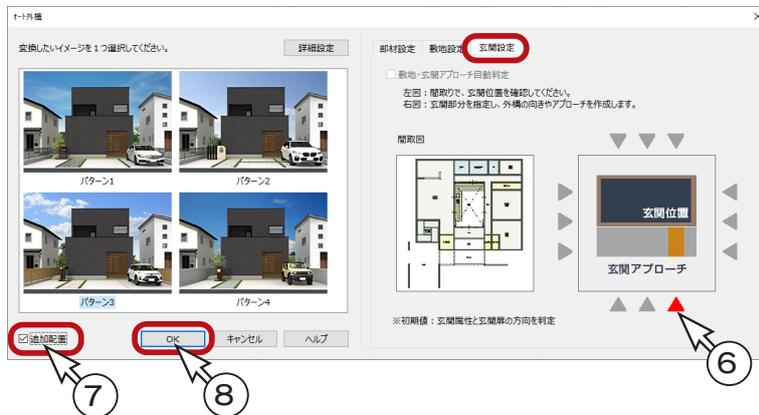 オート外構
変換したいイメージを1つ選択してください。
詳細設定
パターン1
パターン2
パターン3
パターン4
追加配置
OK
キャンセル
ヘルプ
部材設定
敷地設定
玄関設定
敷地・玄関アプローチ自動判定
左図：間取りで、玄関位置を確認してください。
右図：玄関部分を指定し、外構の向きやアプローチを作成します。
間取図
玄関位置
玄関アプローチ
※初期値：玄関属性と玄関扉の方向を判定
⑥
⑦
⑧